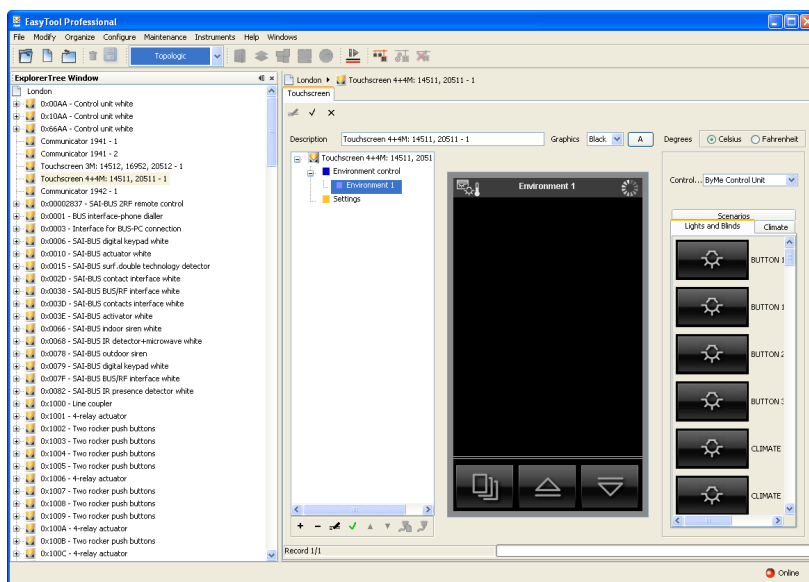 EasyTool Professional
File Modify Organize Configure Maintenance Instruments Help Windows
Topologic
ExplorerTree Window
London
0x00AA - Control unit white
0x10AA - Control unit white
0x66AA - Control unit white
Communicator 1941 - 1
Communicator 1941 - 2
Touchscreen 3M: 14512, 16952, 20512 - 1
Touchscreen 4+4M: 14511, 20511 - 1
Communicator 1942 - 1
0x00002837 - SAI-BUS 2RF remote control
0x0001 - BUS interface-phone dialler
0x0003 - Interface for BUS-PC connection
0x0006 - SAI-BUS digital keypad white
0x0010 - SAI-BUS actuator white
0x0015 - SAI-BUS surf.double technology detector
0x002D - SAI-BUS contact interface white
0x0038 - SAI-BUS BUS/RF interface white
0x003D - SAI-BUS contacts interface white
0x003E - SAI-BUS activator white
0x0066 - SAI-BUS indoor siren white
0x0068 - SAI-BUS IR detector+microwave white
0x0078 - SAI-BUS outdoor siren
0x0079 - SAI-BUS digital keypad white
0x007F - SAI-BUS BUS/RF interface white
0x0082 - SAI-BUS IR presence detector white
0x1000 - Line coupler
0x1001 - 4-relay actuator
0x1002 - Two rocker push buttons
0x1003 - Two rocker push buttons
0x1004 - Two rocker push buttons
0x1005 - Two rocker push buttons
0x1006 - 4-relay actuator
0x1007 - Two rocker push buttons
0x1008 - Two rocker push buttons
0x1009 - Two rocker push buttons
0x100A - 4-relay actuator
0x100B - Two rocker push buttons
0x100C - 4-relay actuator
London Touchscreen 4+4M: 14511, 20511 - 1
Touchscreen
Description Touchscreen 4+4M: 14511, 20511 - 1 Graphics Black A Degrees Celsius Fahrenheit
Touchscreen 4+4M: 14511, 2051
Environment control
Environment 1
Settings
Environment 1
Control... ByMe Control Unit
Scenarios
Lights and Blinds Climate
BUTTON 1
BUTTON 1
BUTTON 2
BUTTON 3
CLIMATE
CLIMATE
Record 1/1
Online